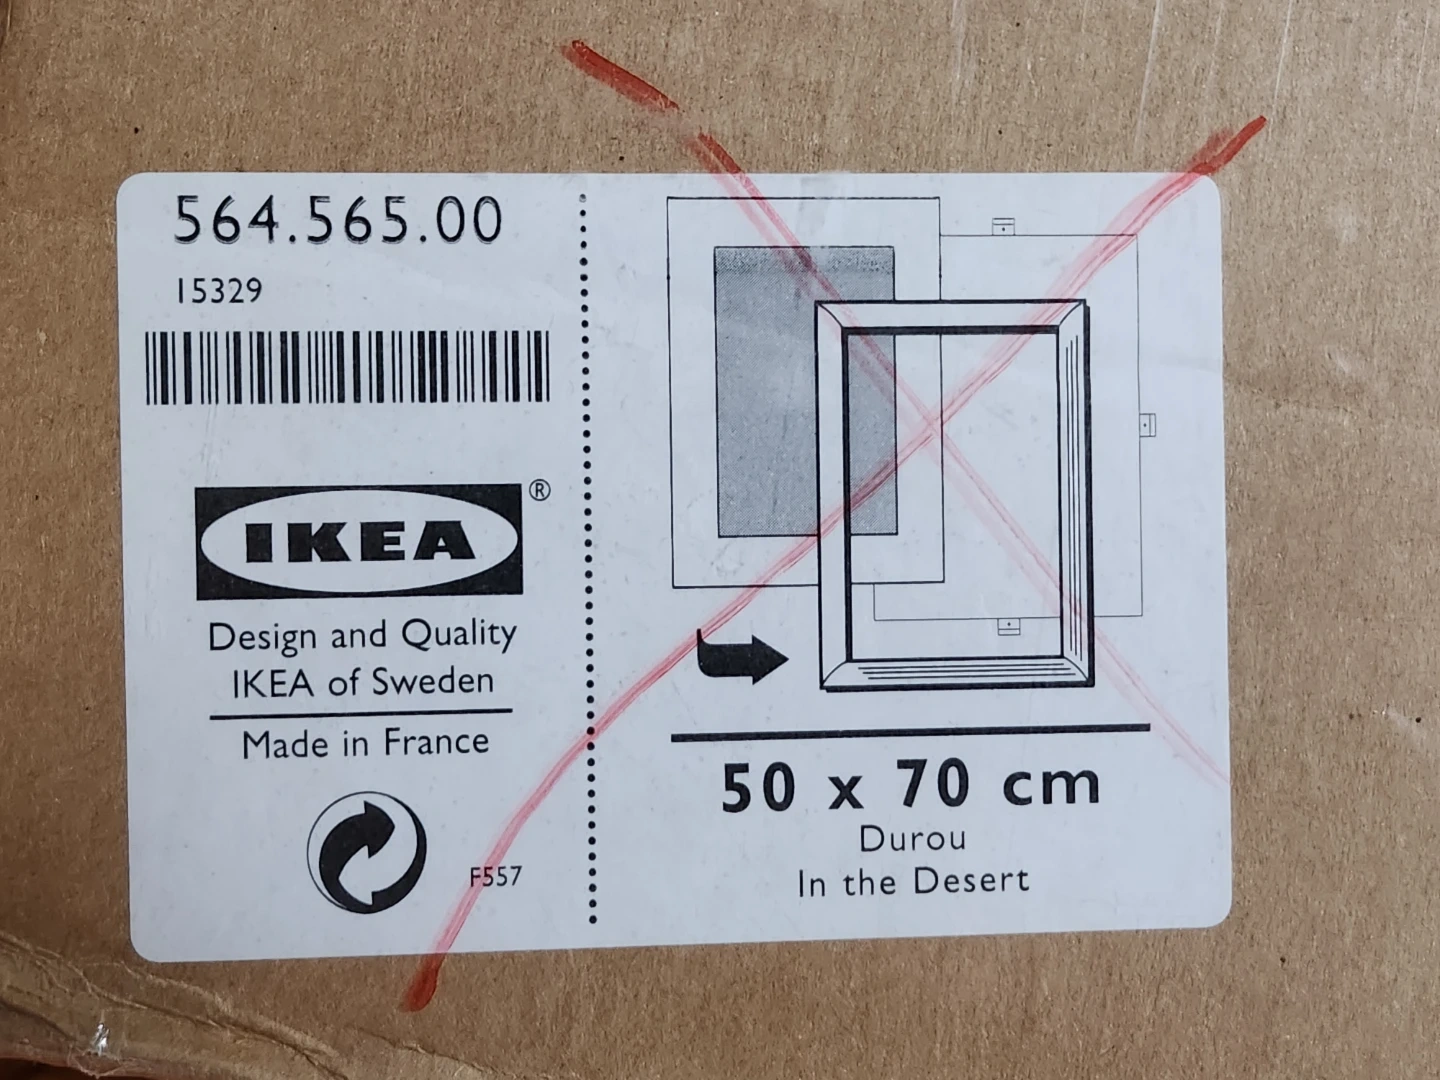 564.565.00
15329
IKEA®
Design and Quality
IKEA of Sweden
Made in France
F557
50 x 70 cm
Durou
In the Desert